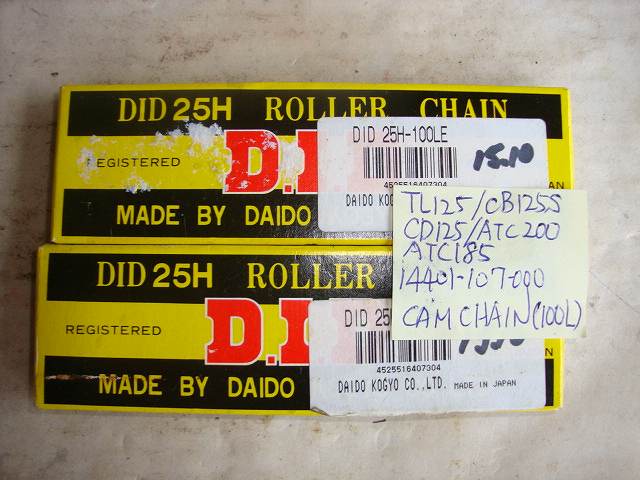 DID 25H ROLLER CHAIN
REGISTERED
DID 25H-100LE
15.10
4525516407304
DAIDO KOG
AN
MADE BY DAIDO
TL125/CB125S
CD125/ATC200
ATC185
14401-107-000
CAM CHAIN(100L)
DID 25H ROLLER
REGISTERED
D.I
DID 25
4525516407304
MADE BY DAIDO
DAIDO KOGYO CO.,LTD. MADE IN JAPAN